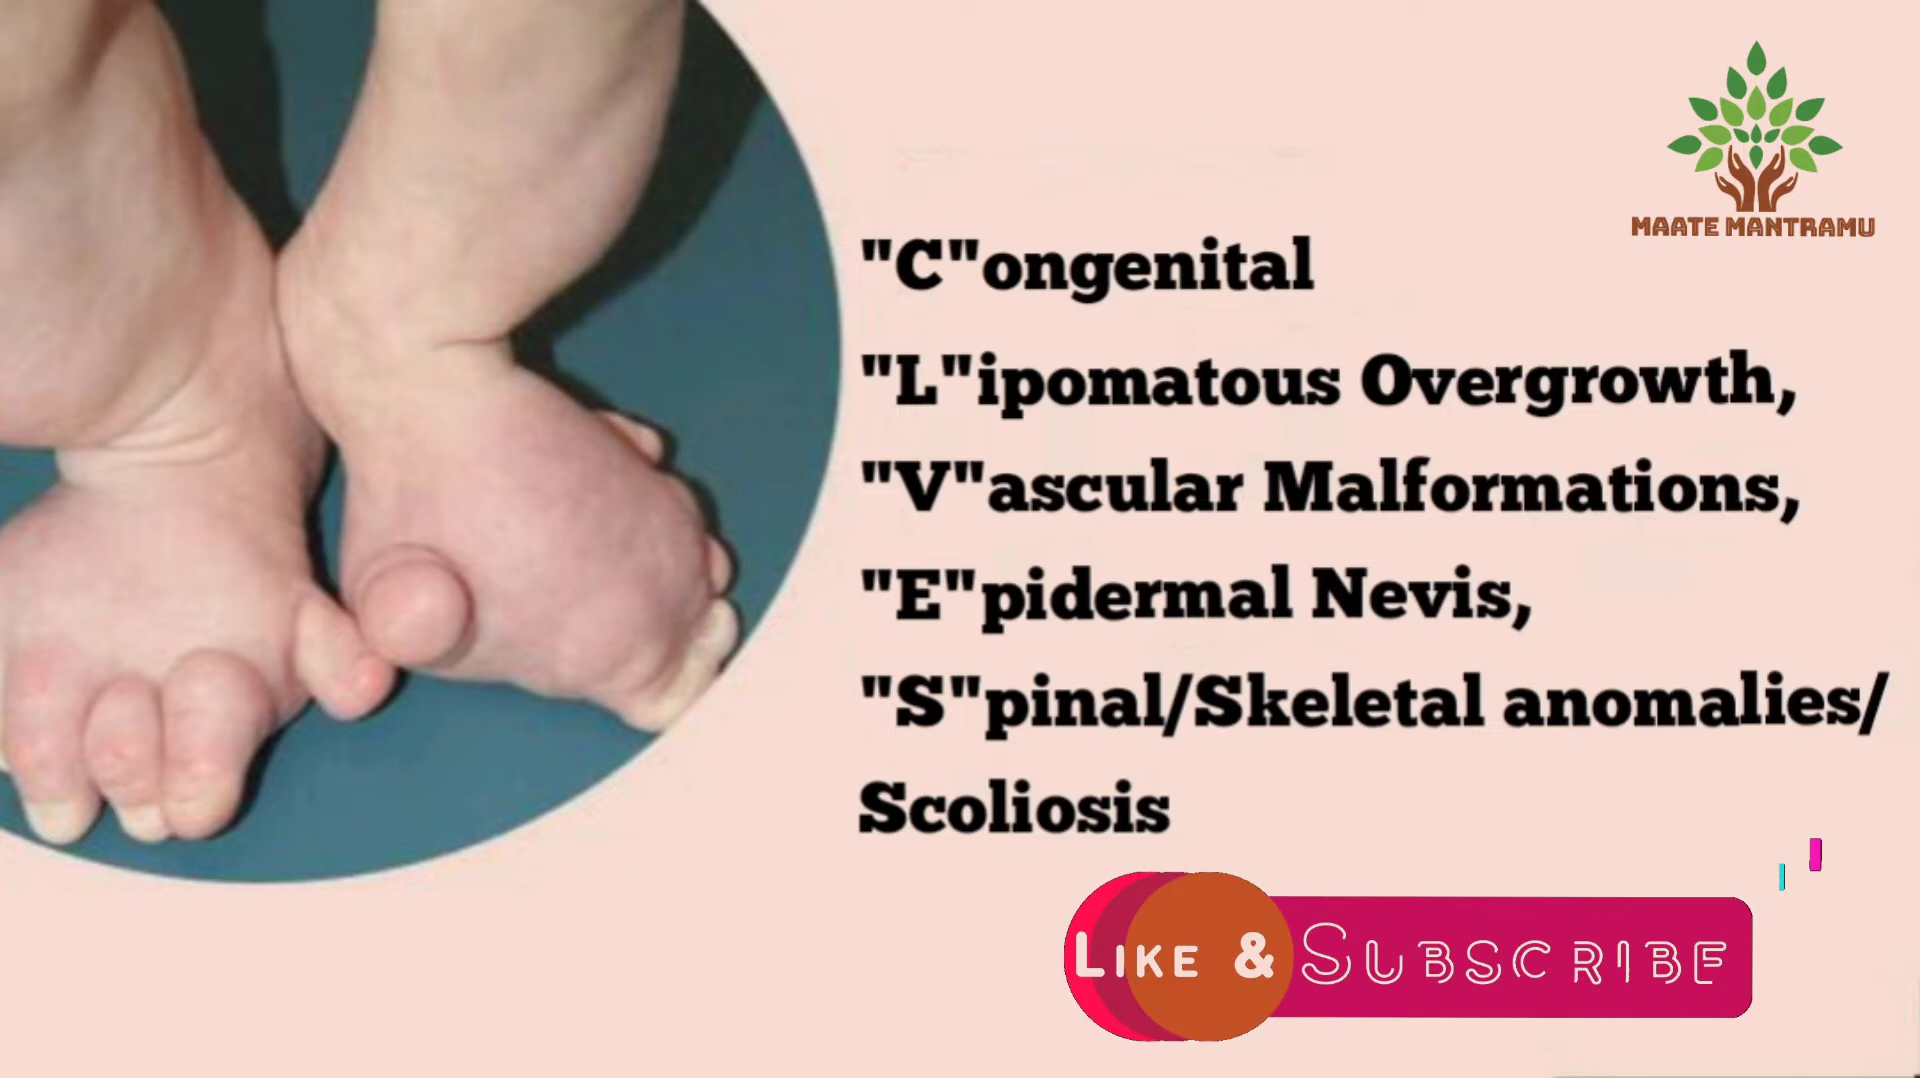 MAATE MANTRAMU
"C"ongenital
"L"ipomatous Overgrowth,
"V"ascular Malformations,
"E"pidermal Nevis,
"S"pinal/Skeletal anomalies/
Scoliosis
LIKE & SUBSCRIBE